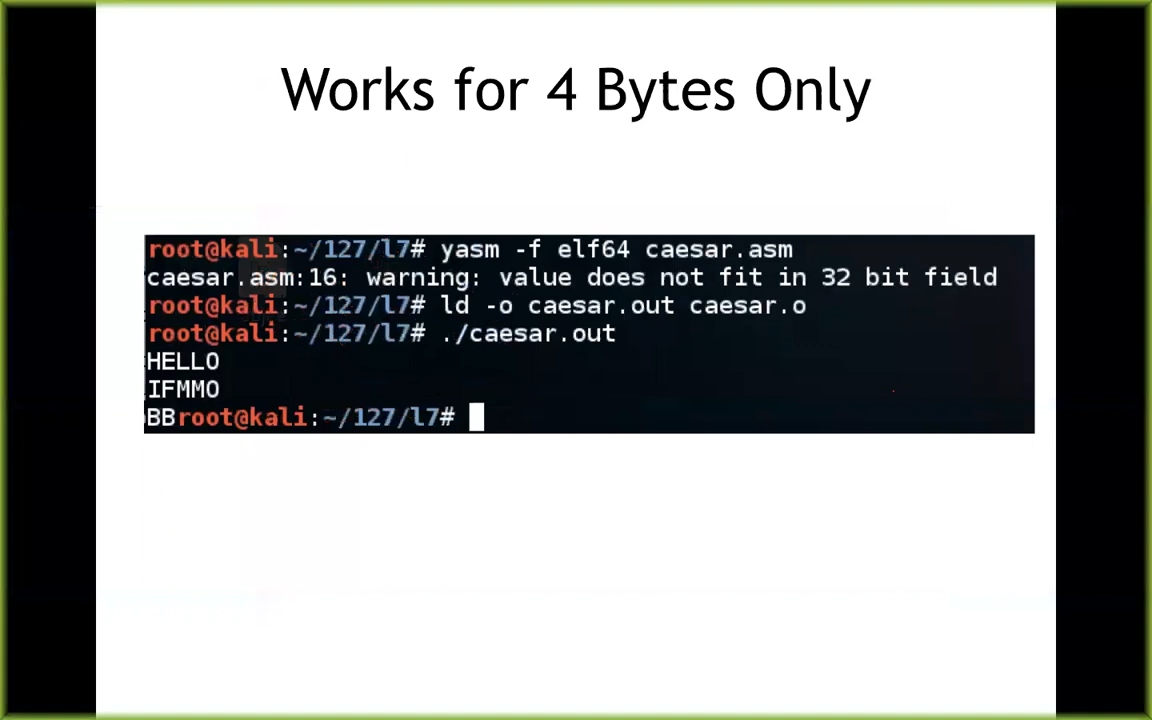 Works for 4 Bytes Only
root@kali:~/127/l7# yasm -f elf64 caesar.asm
caesar.asm:16: warning: value does not fit in 32 bit field
root@kali:~/127/l7# ld -o caesar.out caesar.o
root@kali:~/127/l7# ./caesar.out
HELLO
IFMMO
BBroot@kali:~/127/l7#